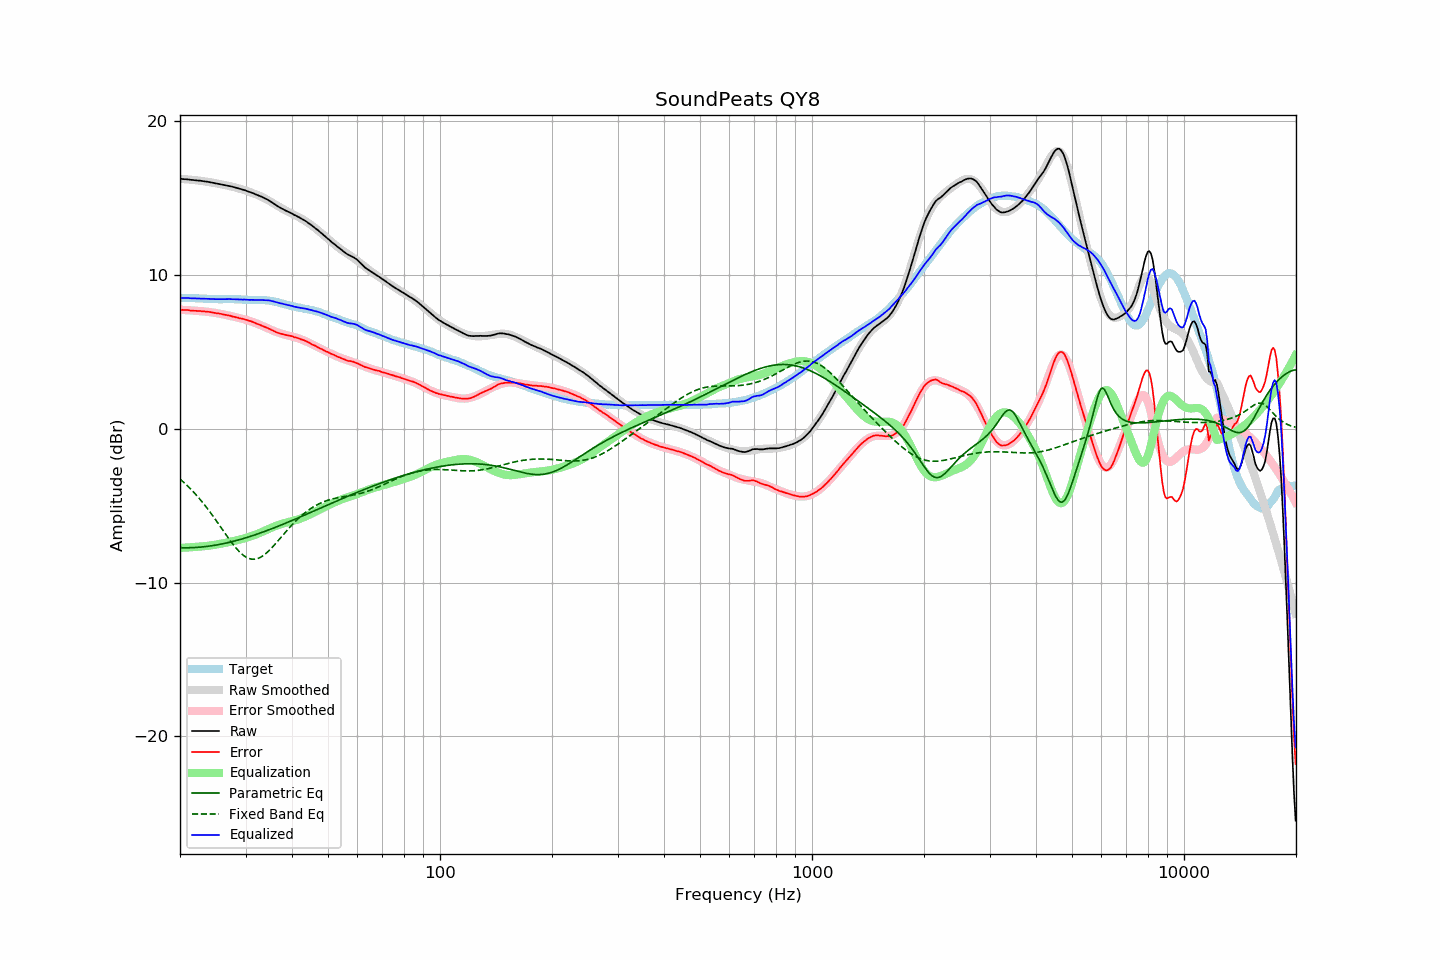 SoundPeats QY8
20
10
0
−10
−20
Amplitude (dBr)
Target
Raw Smoothed
Error Smoothed
Raw
Error
Equalization
Parametric Eq
Fixed Band Eq
Equalized
100
1000
10000
Frequency (Hz)